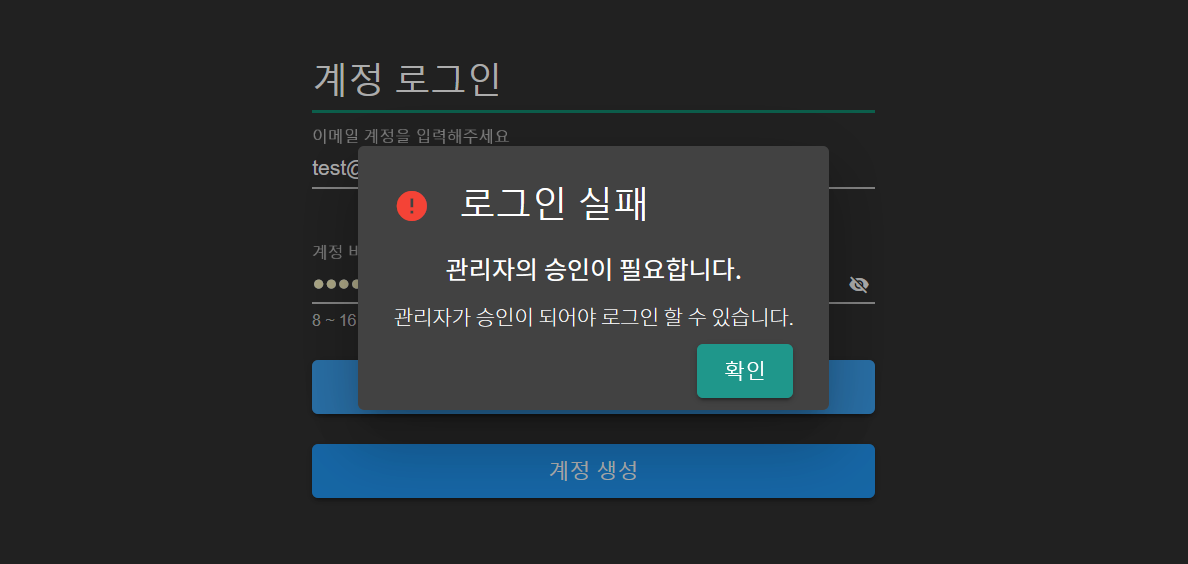 계정 로그인
이메일 계정을 입력해주세요
test@
로그인 실패
관리자의 승인이 필요합니다.
계정
관리자가 승인이 되어야 로그인 할 수 있습니다.
8 ~ 16
확인
계정 생성